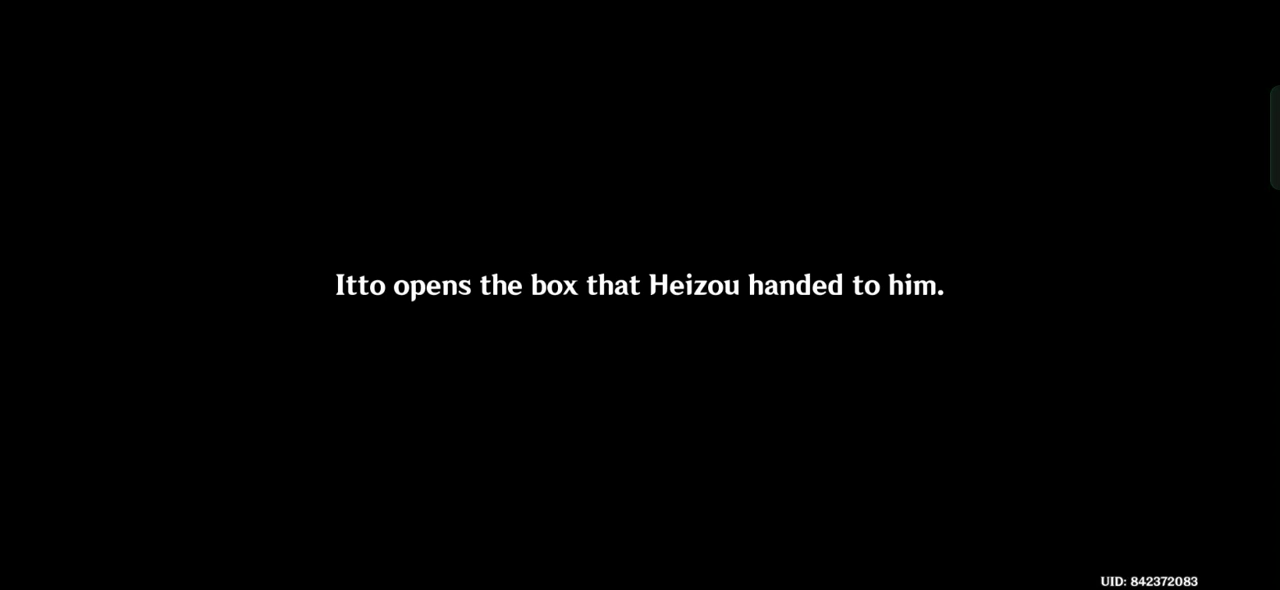 Itto opens the box that Heizou handed to him.
UID: 842372083